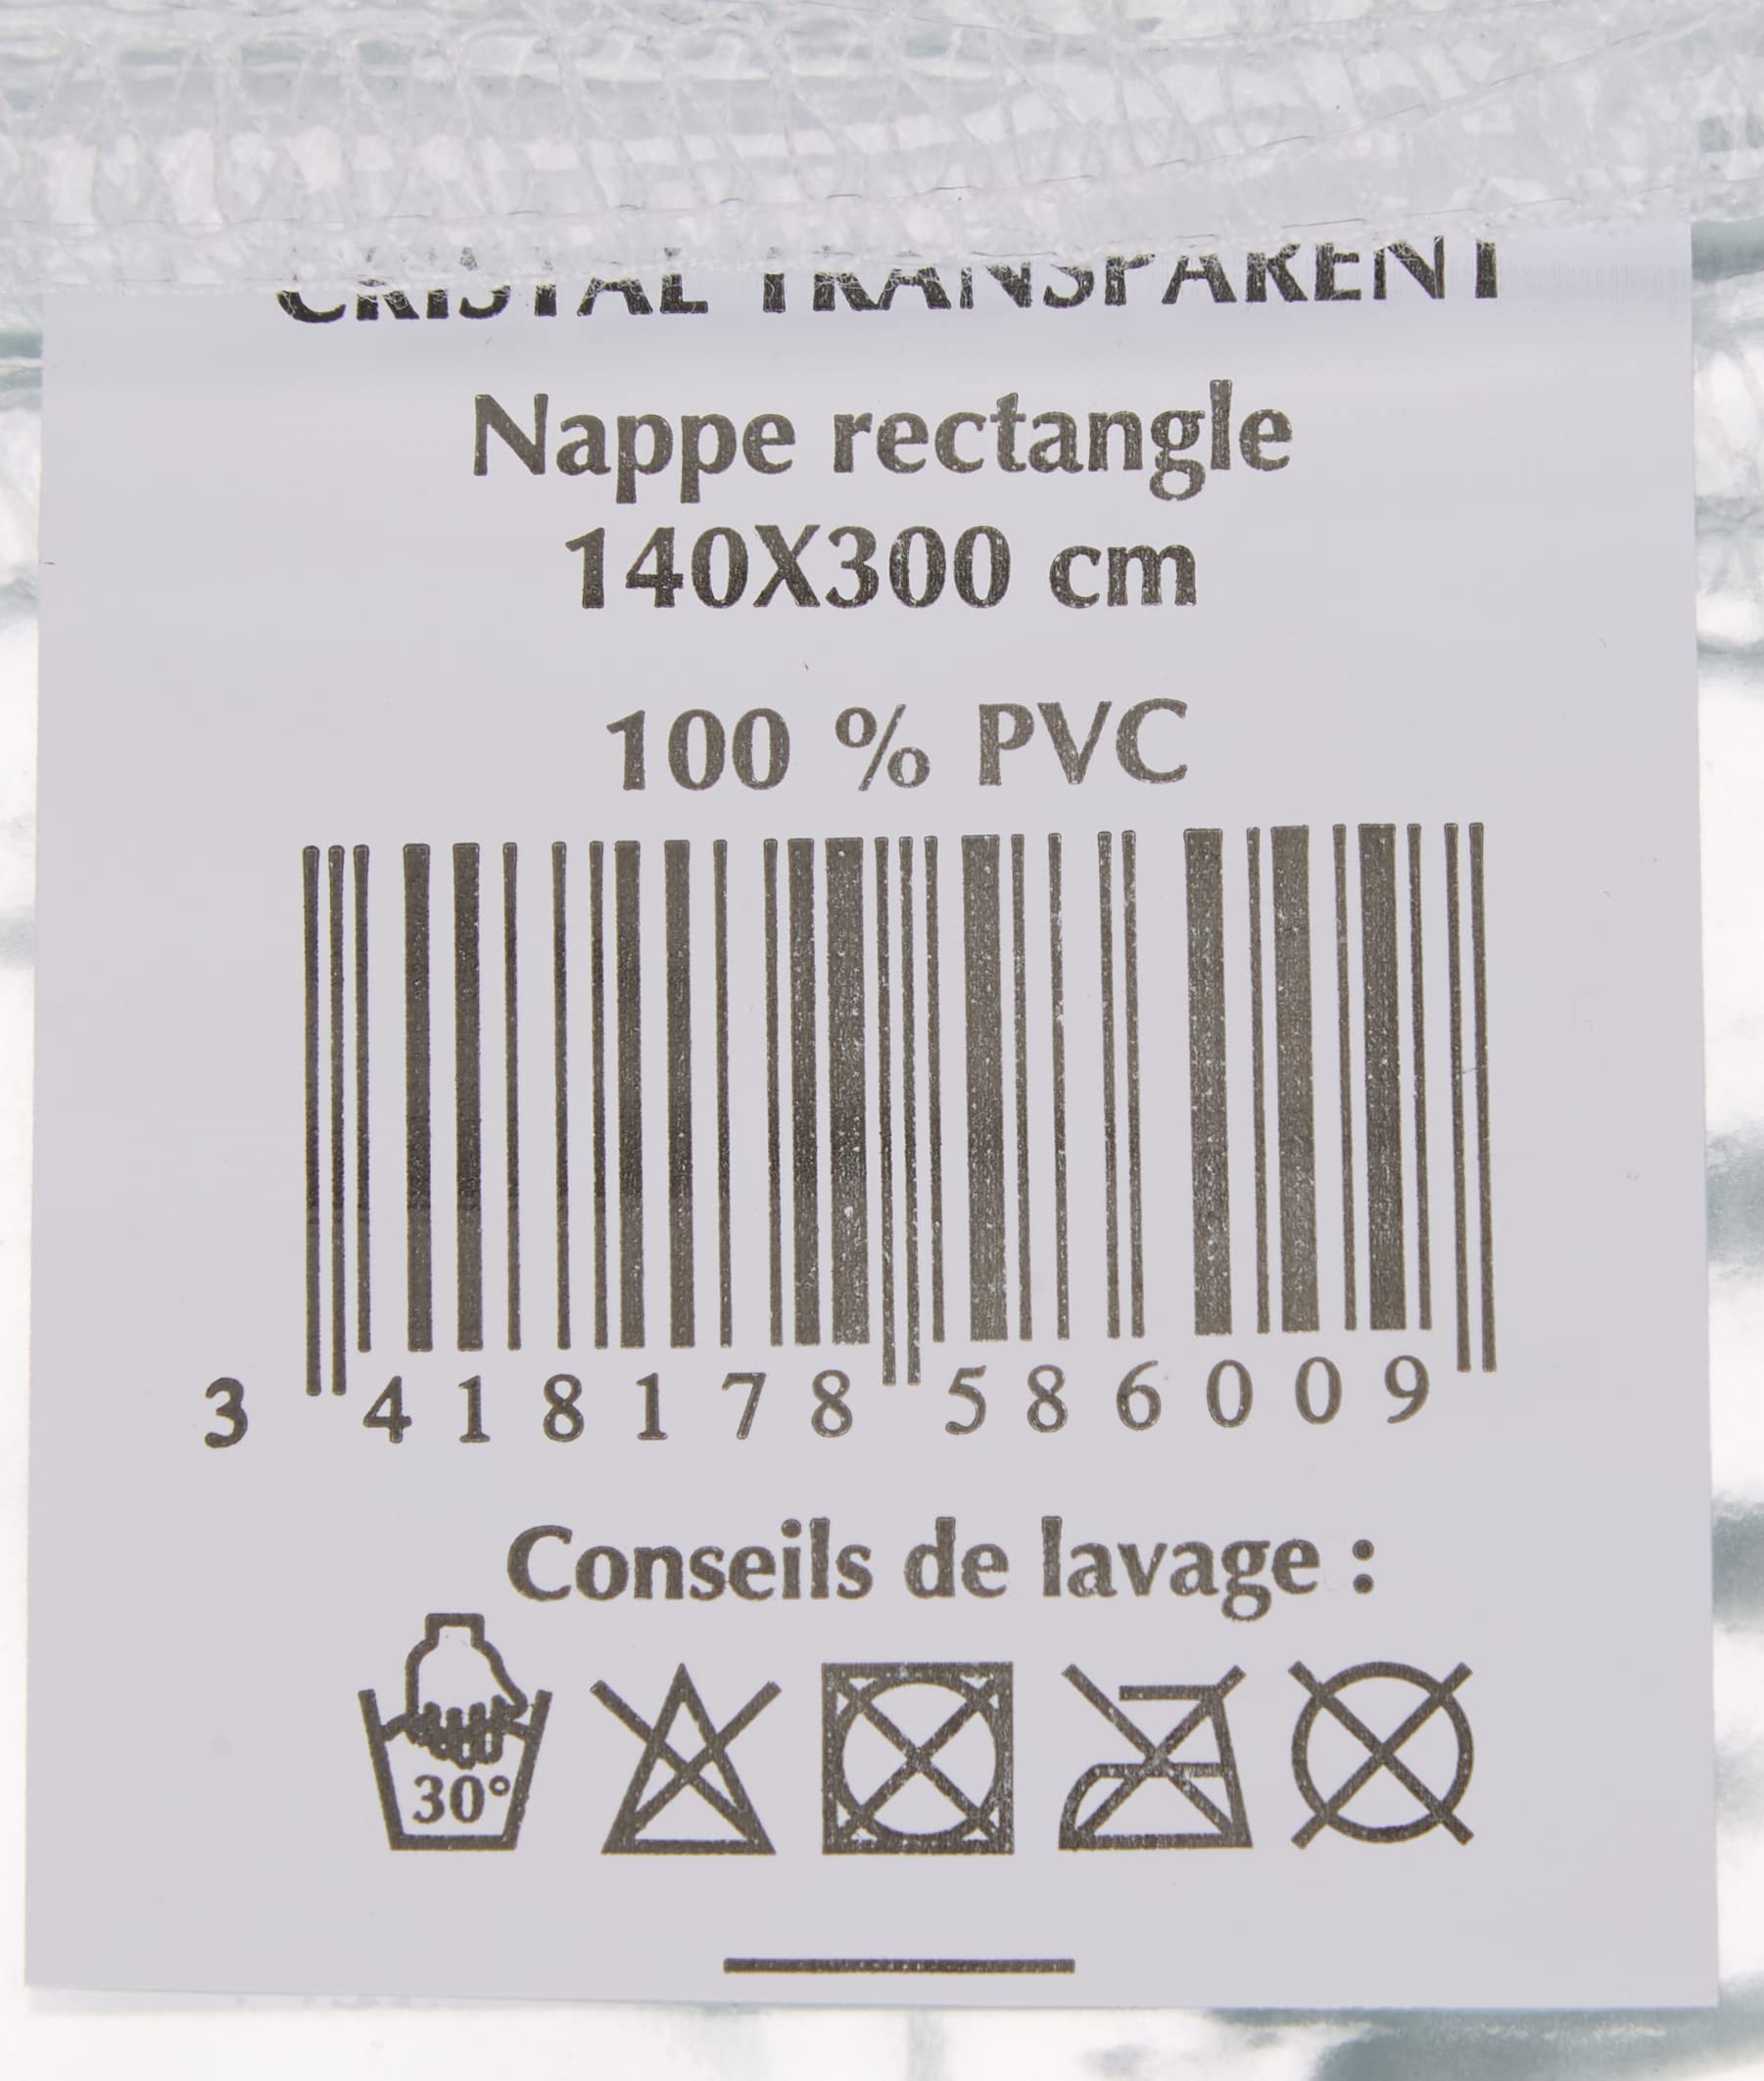 CRISTAL TRANSPARENT
Nappe rectangle
140X300 cm
100 % PVC
3 418178 586009
Conseils de lavage :
30°